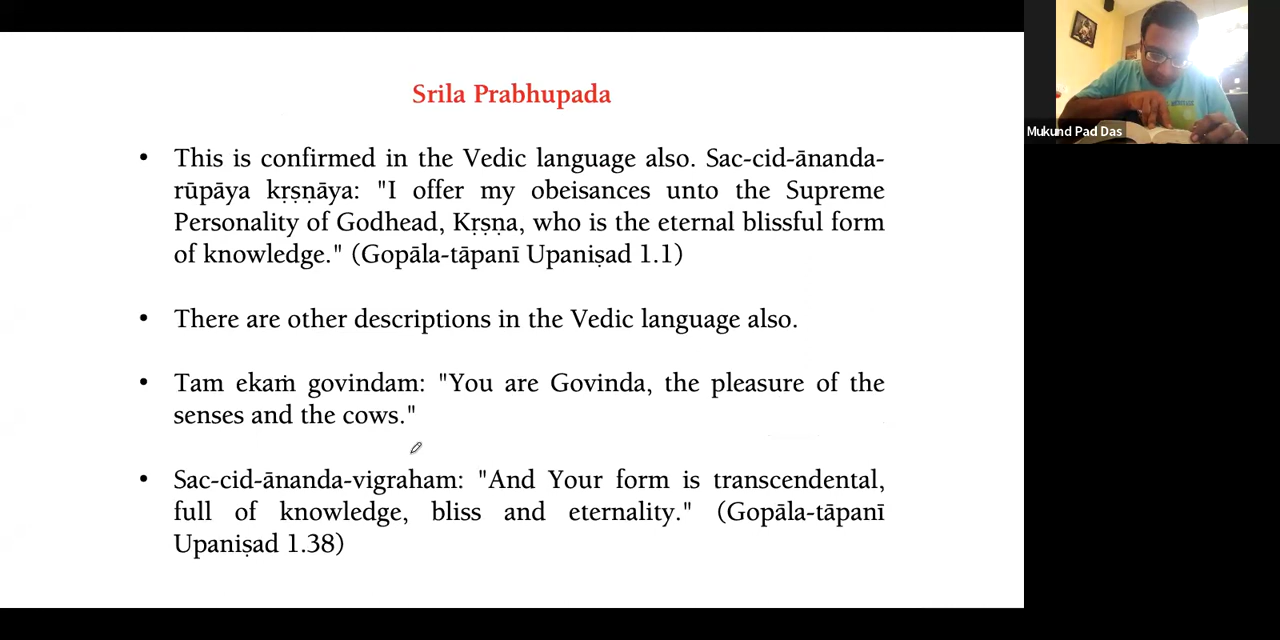 Srila Prabhupada
• This is confirmed in the Vedic language also. Sac-cid-ānanda-
rūpāya kṛṣṇāya: "I offer my obeisances unto the Supreme
Personality of Godhead, Kṛṣṇa, who is the eternal blissful form
of knowledge." (Gopāla-tāpanī Upaniṣad 1.1)
• There are other descriptions in the Vedic language also.
• Tam ekaṁ govindam: "You are Govinda, the pleasure of the
senses and the cows."
• Sac-cid-ānanda-vigraham: "And Your form is transcendental,
full of knowledge, bliss and eternality." (Gopāla-tāpanī
Upaniṣad 1.38)
Mukund Pad Das